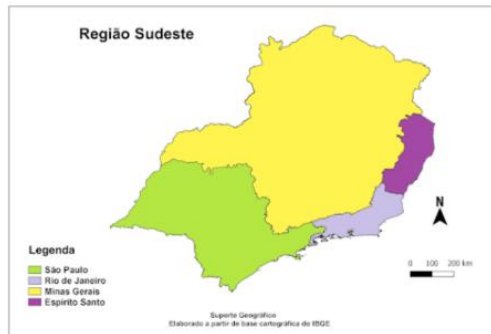 Região Sudeste
N
Legenda
São Paulo
Rio de Janeiro
Minas Gerais
Espírito Santo
0 100 200 km
Suporte Geográfico
Elaborado a partir de base cartográfica do IBGE